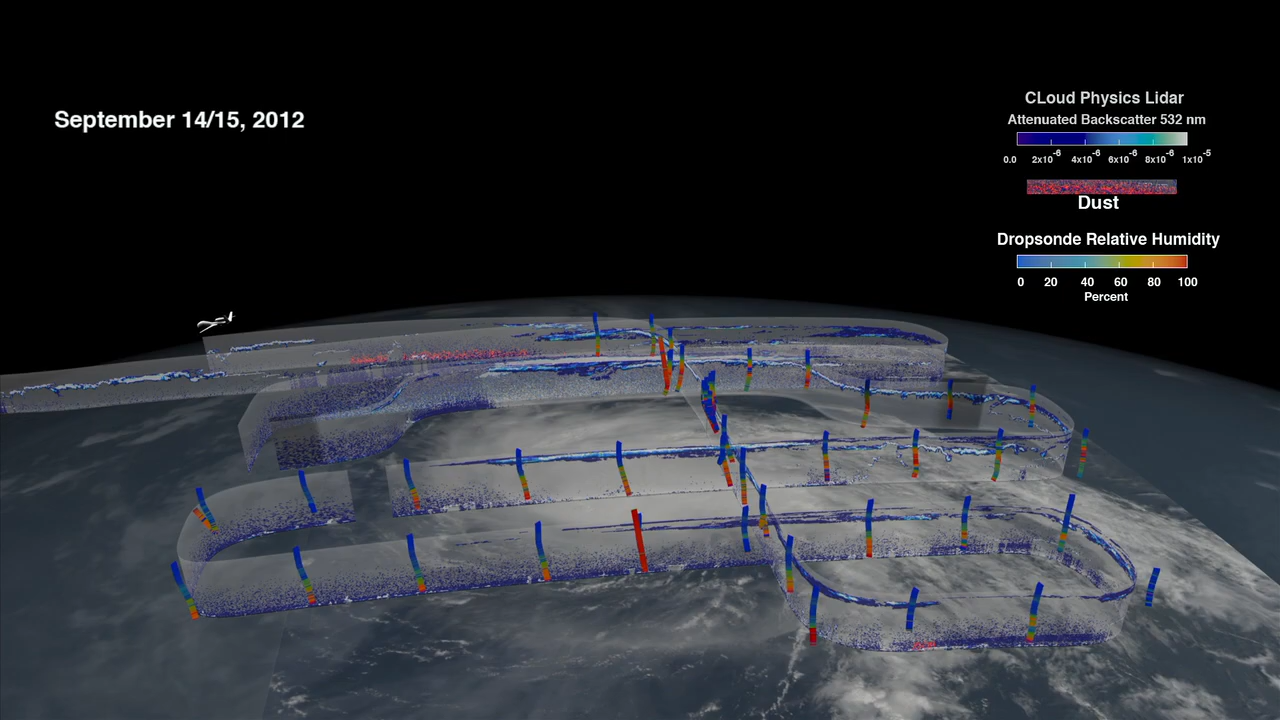 September 14/15, 2012
CLoud Physics Lidar
Attenuated Backscatter 532 nm
0.0 2x10-6 4x10-6 6x10-6 8x10-6 1x10-5
Dust
Dropsonde Relative Humidity
0 20 40 60 80 100
Percent